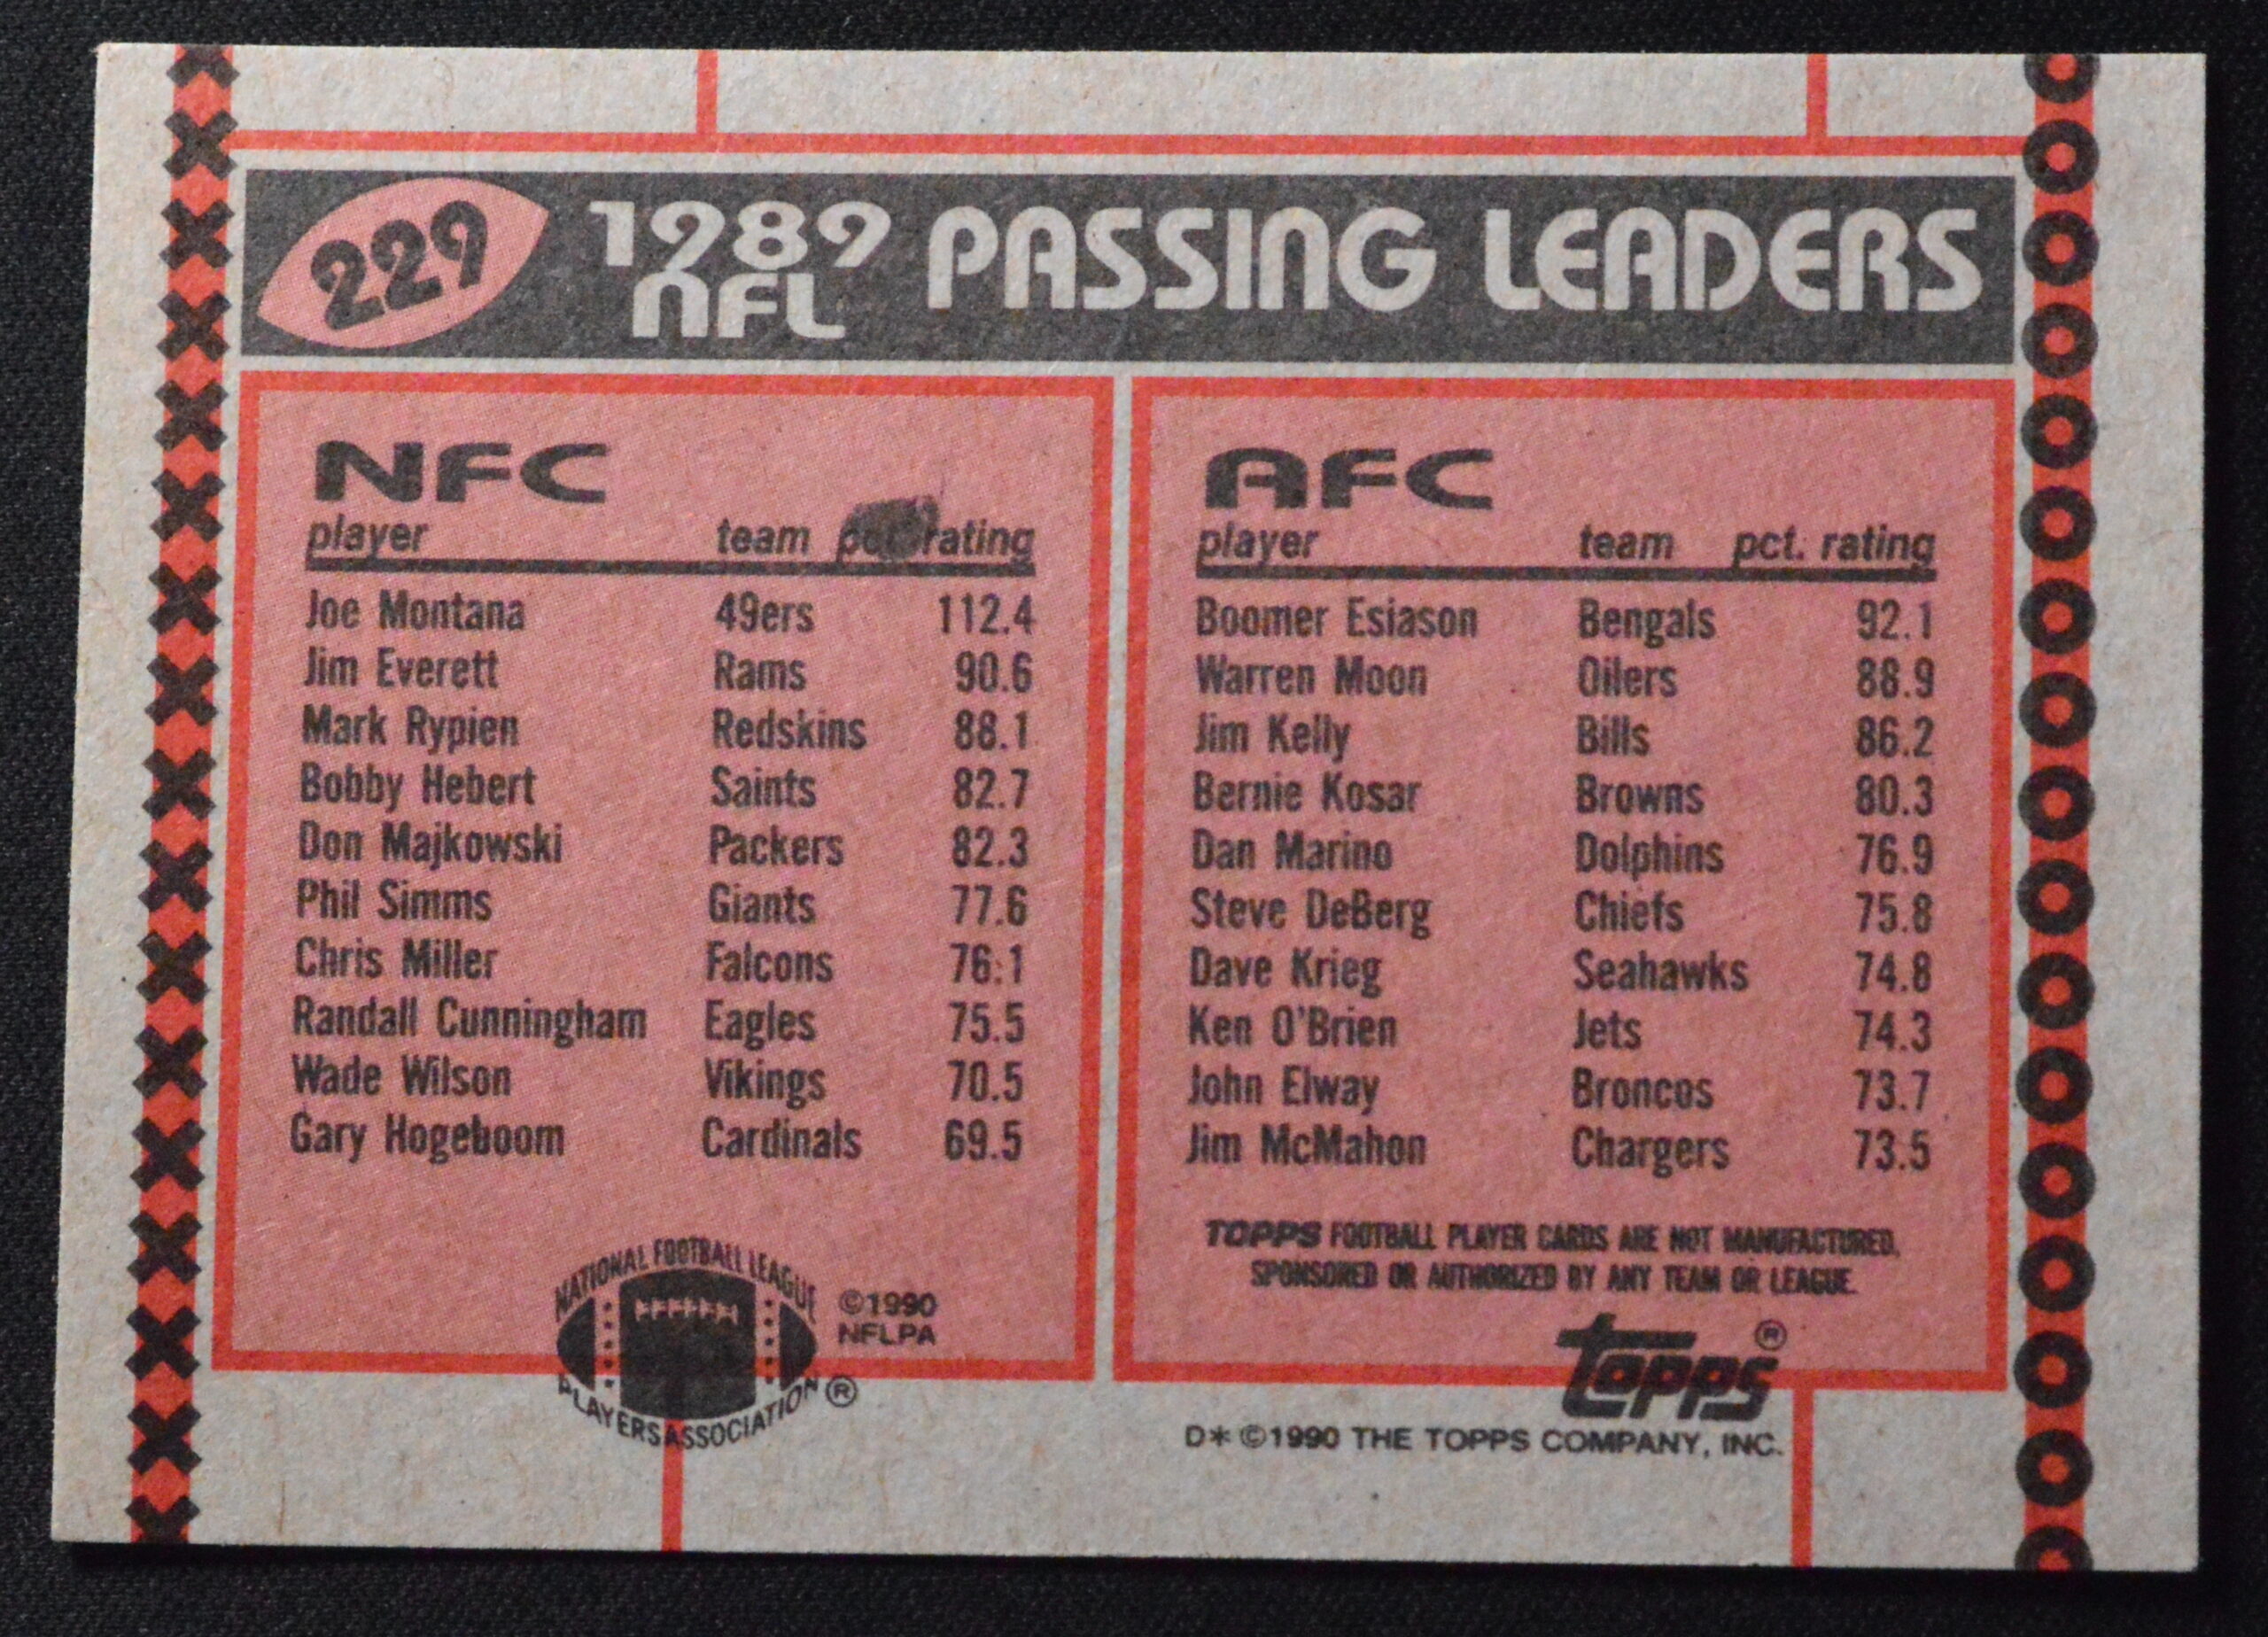 229 1989 NFL PASSING LEADERS
NFC
player team rating
Joe Montana 49ers 112.4
Jim Everett Rams 90.6
Mark Rypien Redskins 88.1
Bobby Hebert Saints 82.7
Don Majkowski Packers 82.3
Phil Simms Giants 77.6
Chris Miller Falcons 76.1
Randall Cunningham Eagles 75.5
Wade Wilson Vikings 70.5
Gary Hogeboom Cardinals 69.5
NATIONAL FOOTBALL LEAGUE
PLAYERS ASSOCIATION ®
©1990
NFLPA
AFC
player team pct. rating
Boomer Esiason Bengals 92.1
Warren Moon Oilers 88.9
Jim Kelly Bills 86.2
Bernie Kosar Browns 80.3
Dan Marino Dolphins 76.9
Steve DeBerg Chiefs 75.8
Dave Krieg Seahawks 74.8
Ken O'Brien Jets 74.3
John Elway Broncos 73.7
Jim McMahon Chargers 73.5
TOPPS FOOTBALL PLAYER CARDS ARE NOT MANUFACTURED,
SPONSORED OR AUTHORIZED BY ANY TEAM OR LEAGUE.
topps ®
D* ©1990 THE TOPPS COMPANY, INC.